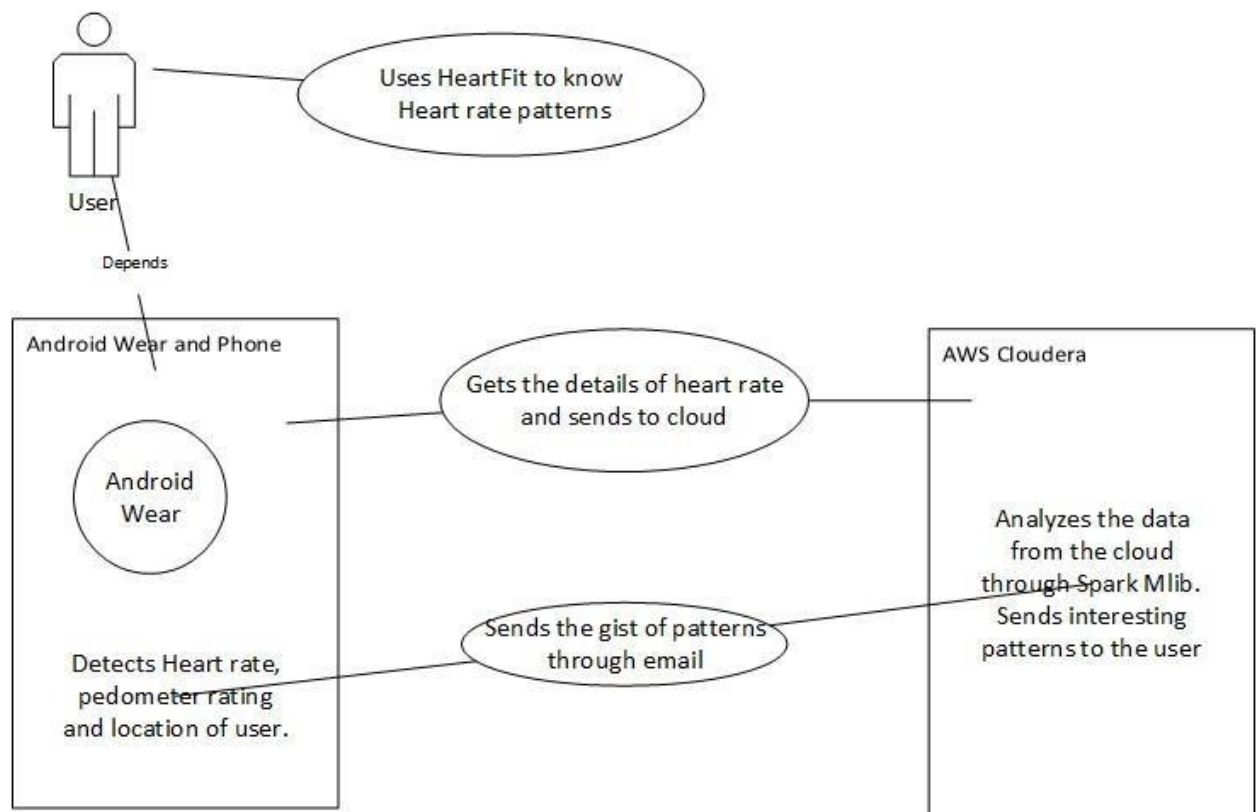 Uses HeartFit to know
Heart rate patterns
User
Depends
Android Wear and Phone
Android
Wear
Detects Heart rate,
pedometer rating
and location of user.
Gets the details of heart rate
and sends to cloud
Sends the gist of patterns
through email
AWS Cloudera
Analyzes the data
from the cloud
through Spark Mlib.
Sends interesting
patterns to the user